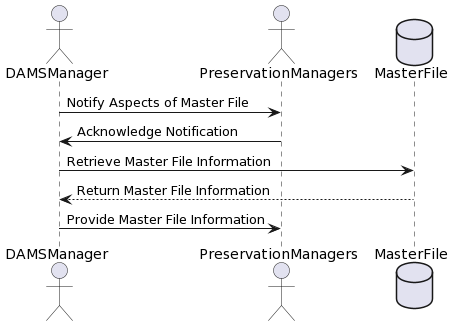 DAMSManager PreservationManagers MasterFile
Notify Aspects of Master File
Acknowledge Notification
Retrieve Master File Information
Return Master File Information
Provide Master File Information
DAMSManager PreservationManagers MasterFile